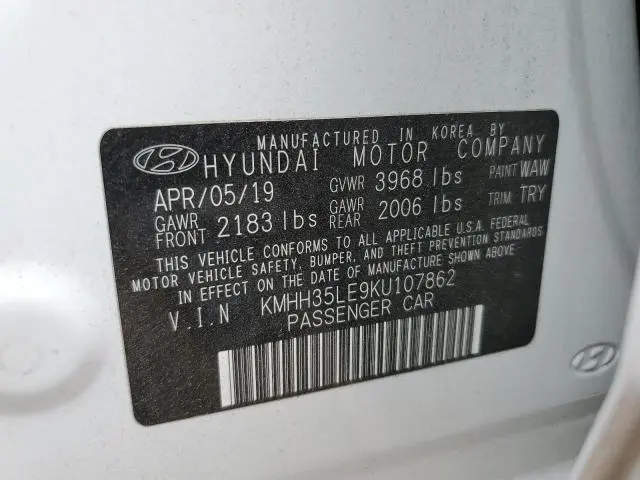 MANUFACTURED IN KOREA BY
HYUNDAI MOTOR COMPANY
APR/05/19 GVWR 3968 lbs PAINT WAW
GAWR FRONT 2183 lbs GAWR REAR 2006 lbs TRIM TRY
THIS VEHICLE CONFORMS TO ALL APPLICABLE U.S.A. FEDERAL
MOTOR VEHICLE SAFETY, BUMPER, AND THEFT PREVENTION STANDARDS
IN EFFECT ON THE DATE OF MANUFACTURE SHOWN ABOVE
V.I.N KMHH35LE9KU107862
PASSENGER CAR